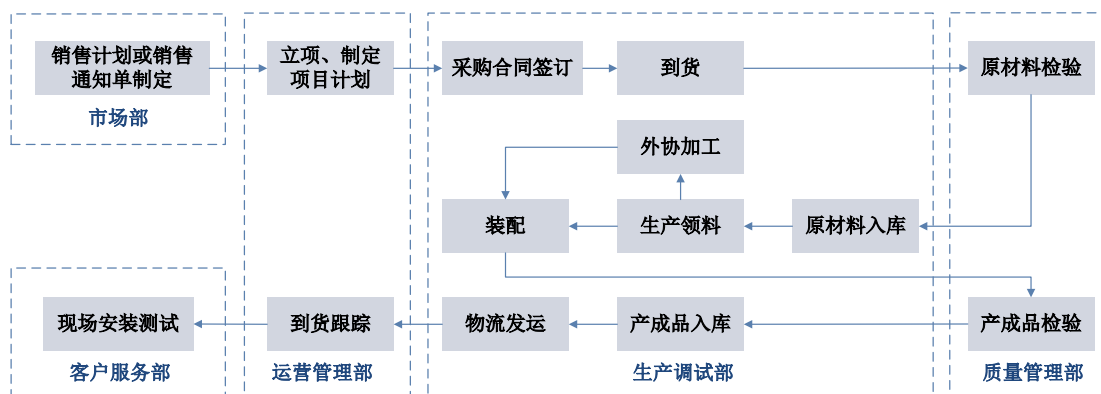 销售计划或销售
通知单制定
立项、制定
项目计划
采购合同签订
到货
原材料检验
市场部
外协加工
装配
生产领料
原材料入库
现场安装测试
到货跟踪
物流发运
产成品入库
产成品检验
客户服务部
运营管理部
生产调试部
质量管理部